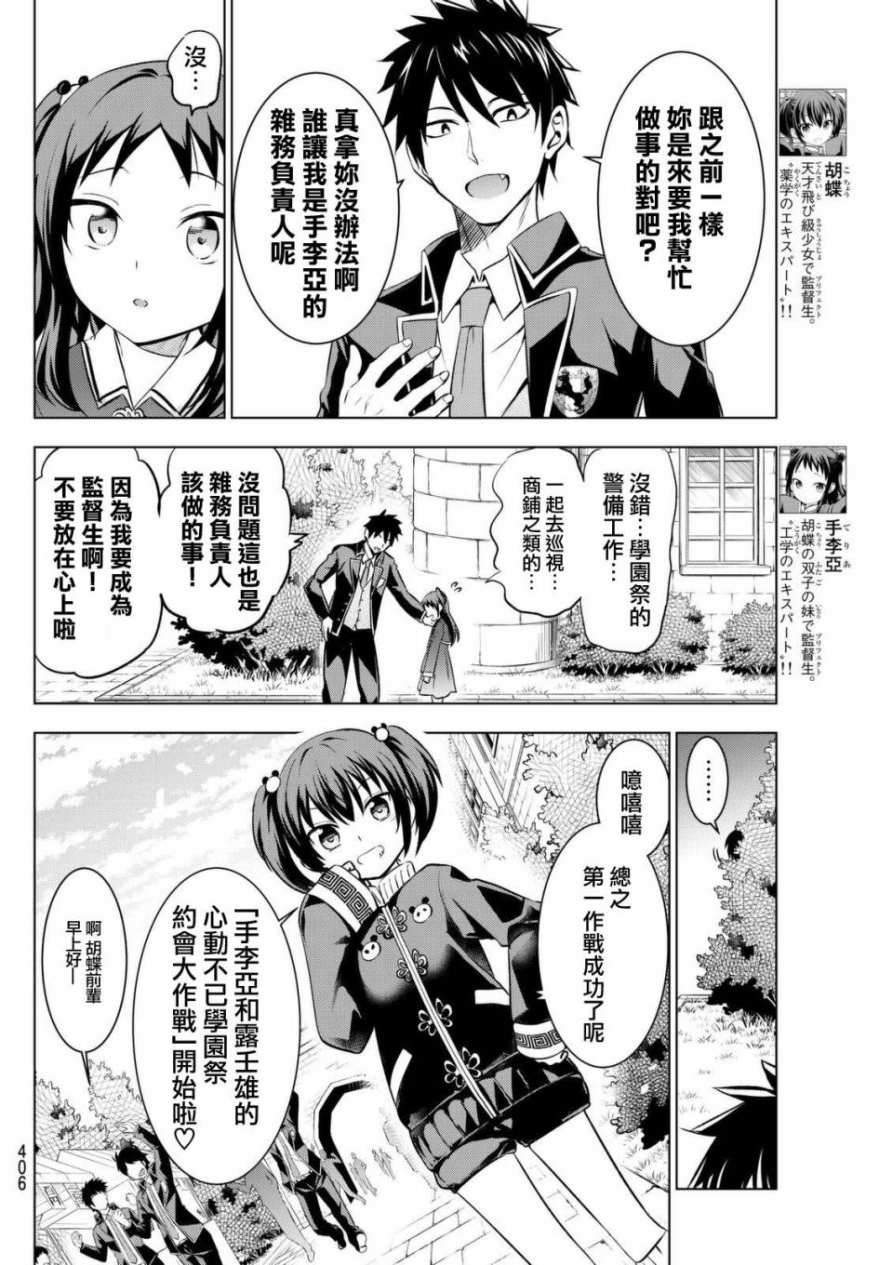 跟之前一樣
妳是來要我幫忙
做事的對吧？
真拿妳沒辦法啊
誰讓我是手李亞的
雜務負責人呢
沒…
胡蝶
こちょう
天才飛び級少女で監督生。
“薬学のエキスパート”!!
沒錯…學園祭的
警備工作…
一起去巡視…
商鋪之類的…
沒問題這也是
雜務負責人
該做的事！
因為我要成為
監督生啊！
不要放在心上啦
手李亞
てりあ
胡蝶の双子の妹で監督生。
“工学のエキスパート”!!
……
噫嘻嘻
總之
第一作戰成功了呢
「手李亞和露壬雄的
心動不已學園祭
約會大作戰」開始啦♡
啊 胡蝶前輩
早上好ー
406